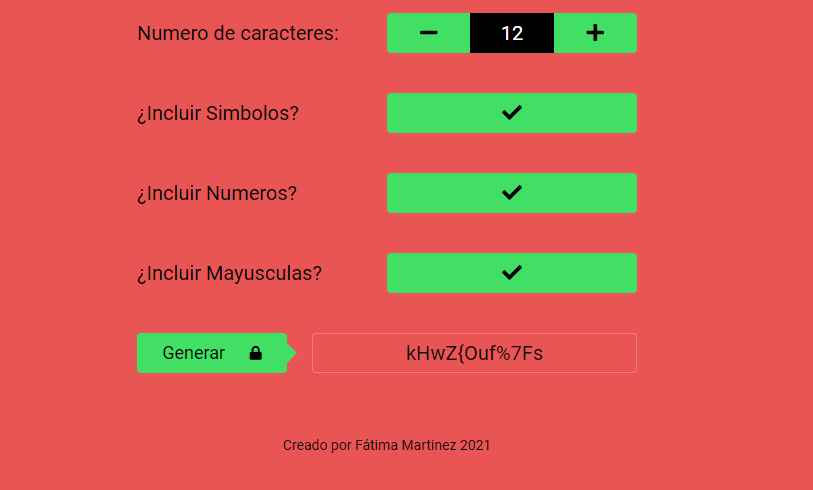 Numero de caracteres: 12
¿Incluir Simbolos?
¿Incluir Numeros?
¿Incluir Mayusculas?
Generar kHwZ{Ouf%7Fs
Creado por Fátima Martinez 2021